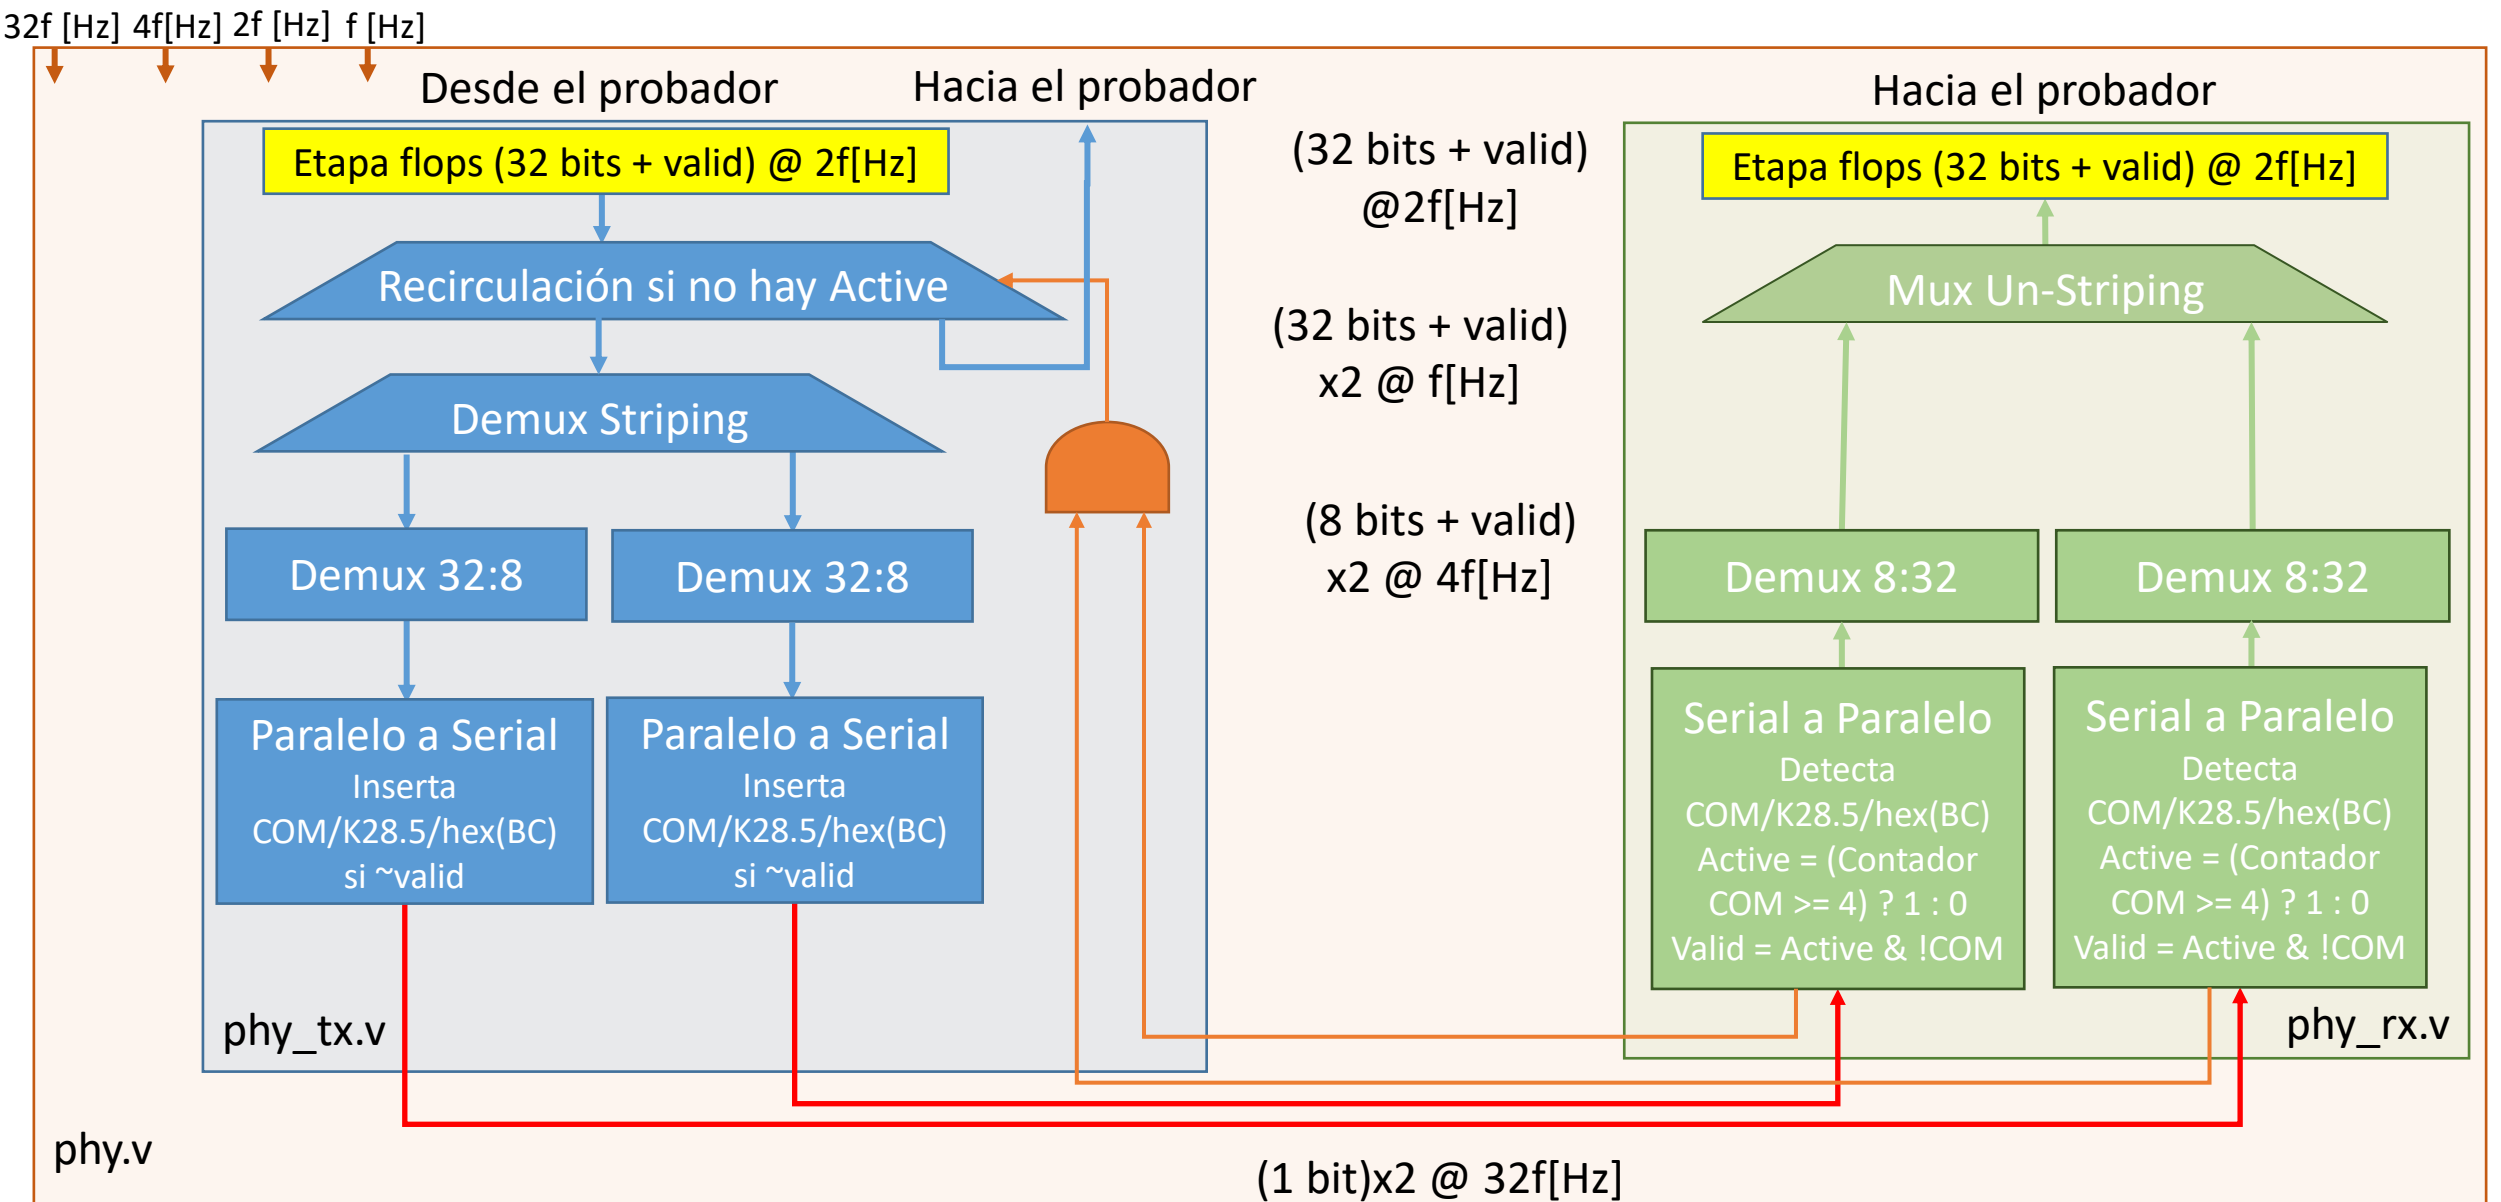 32f [Hz] 4f[Hz] 2f [Hz] f [Hz]
Desde el probador
Hacia el probador
Hacia el probador
Etapa flops (32 bits + valid) @ 2f[Hz]
Recirculación si no hay Active
Demux Striping
Demux 32:8
Demux 32:8
Paralelo a Serial
Inserta
COM/K28.5/hex(BC)
si ~valid
Paralelo a Serial
Inserta
COM/K28.5/hex(BC)
si ~valid
phy_tx.v
(32 bits + valid)
@2f[Hz]
(32 bits + valid)
x2 @ f[Hz]
(8 bits + valid)
x2 @ 4f[Hz]
Etapa flops (32 bits + valid) @ 2f[Hz]
Mux Un-Striping
Demux 8:32
Demux 8:32
Serial a Paralelo
Detecta
COM/K28.5/hex(BC)
Active = (Contador
COM >= 4) ? 1 : 0
Valid = Active & !COM
Serial a Paralelo
Detecta
COM/K28.5/hex(BC)
Active = (Contador
COM >= 4) ? 1 : 0
Valid = Active & !COM
phy_rx.v
phy.v
(1 bit)x2 @ 32f[Hz]